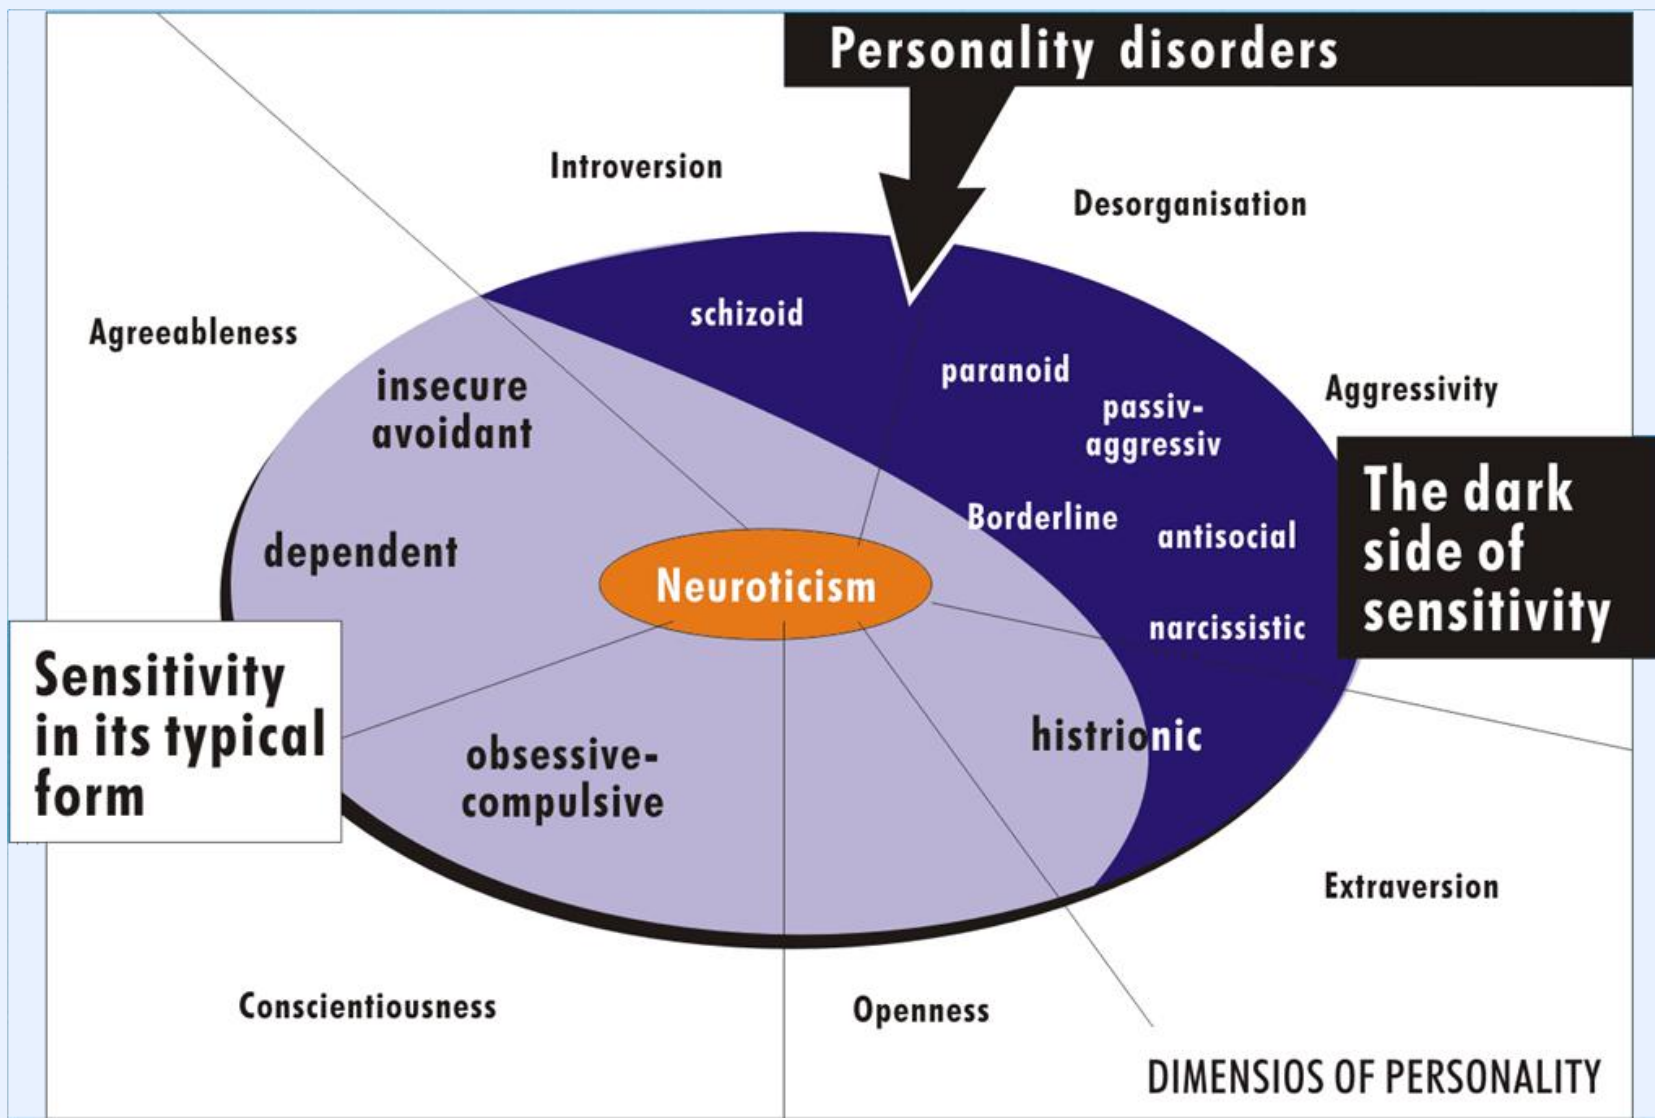 Personality disorders
Introversion
Desorganisation
schizoid
Agreeableness
paranoid
Aggressivity
insecure
avoidant
passiv-
aggressiv
The dark
side of
sensitivity
Borderline
antisocial
dependent
Neuroticism
narcissistic
Sensitivity
in its typical
form
histrionic
obsessive-
compulsive
Extraversion
Conscientiousness
Openness
DIMENSIOS OF PERSONALITY